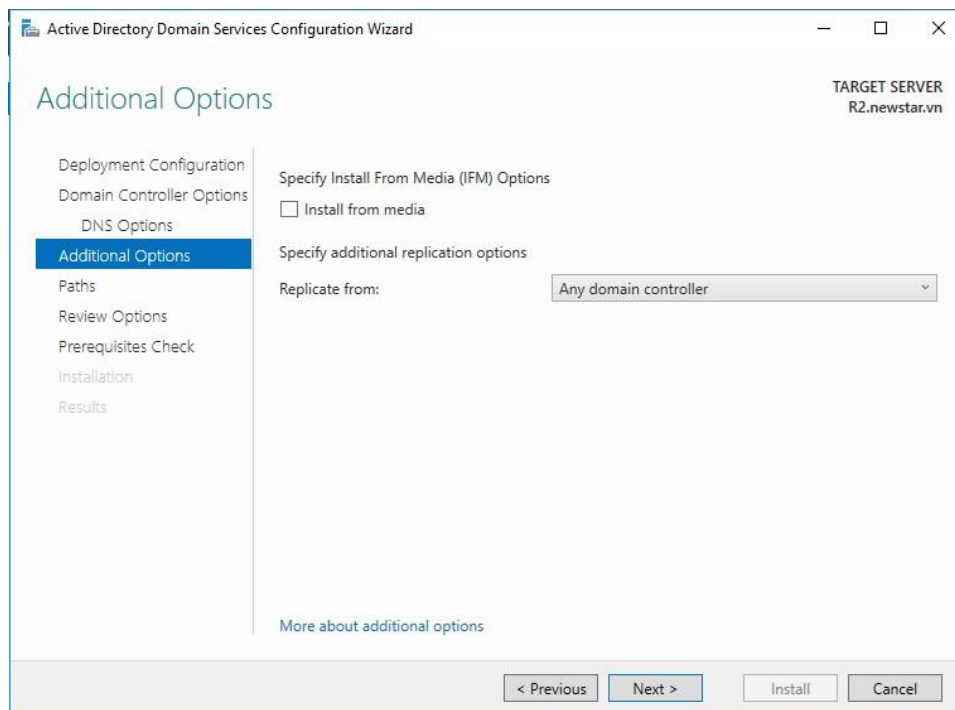 Active Directory Domain Services Configuration Wizard
Additional Options
TARGET SERVER
R2.newstar.vn
Deployment Configuration
Domain Controller Options
DNS Options
Additional Options
Paths
Review Options
Prerequisites Check
Installation
Results
Specify Install From Media (IFM) Options
Install from media
Specify additional replication options
Replicate from:
Any domain controller
More about additional options
< Previous
Next >
Install
Cancel